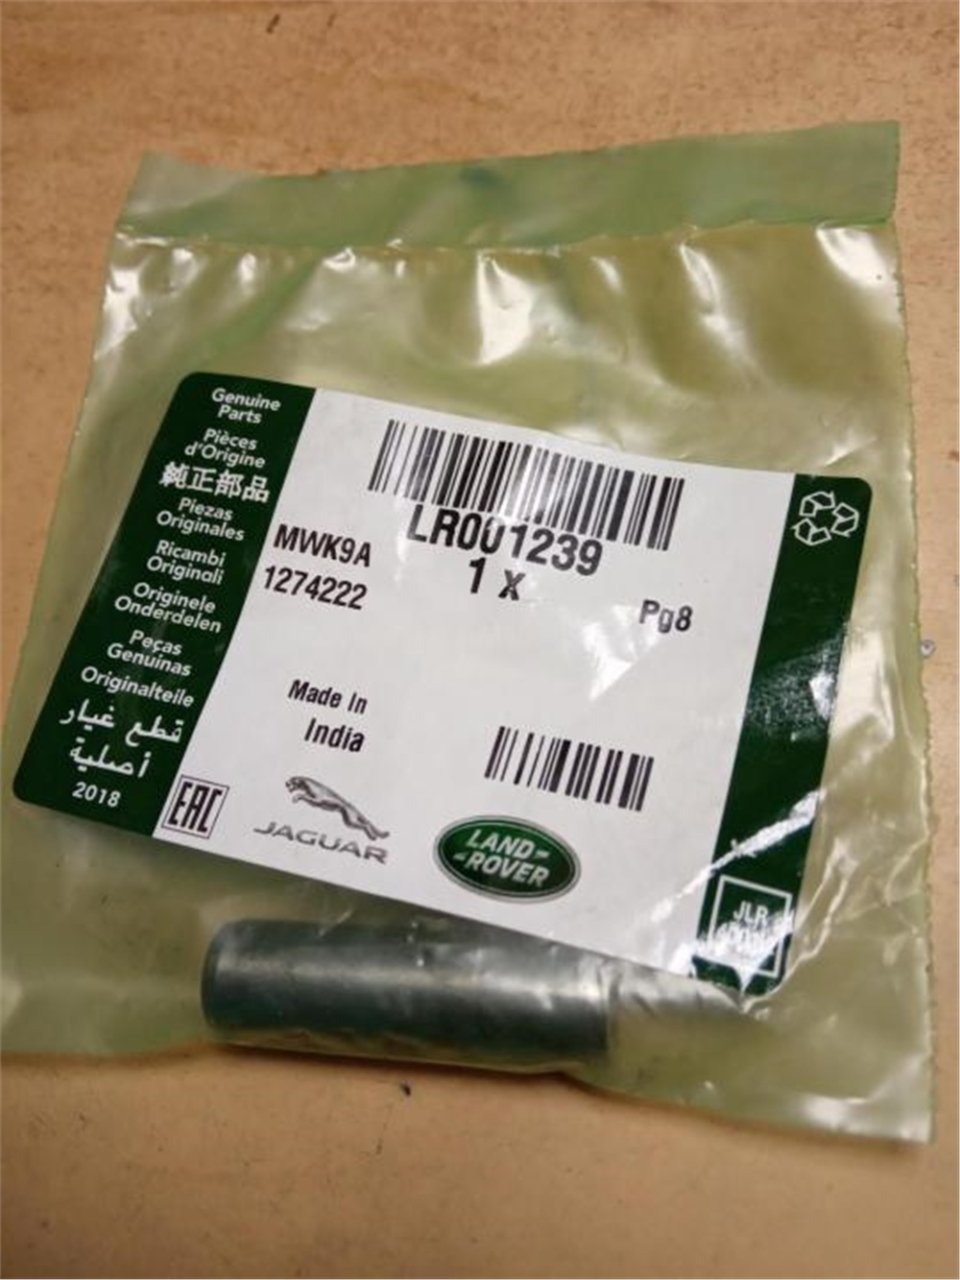 Genuine
Parts
Pièces
d'Origine
純正部品
Piezas
Originales
Ricambi
Originali
Originele
Onderdelen
Peças
Genuínas
Originalteile
قطع غيار
أصلية
2018
LR001239
1 x
MWK9A
1274222
Pg8
Made In
India
EAC
JAGUAR
LAND-
-ROVER
JLR